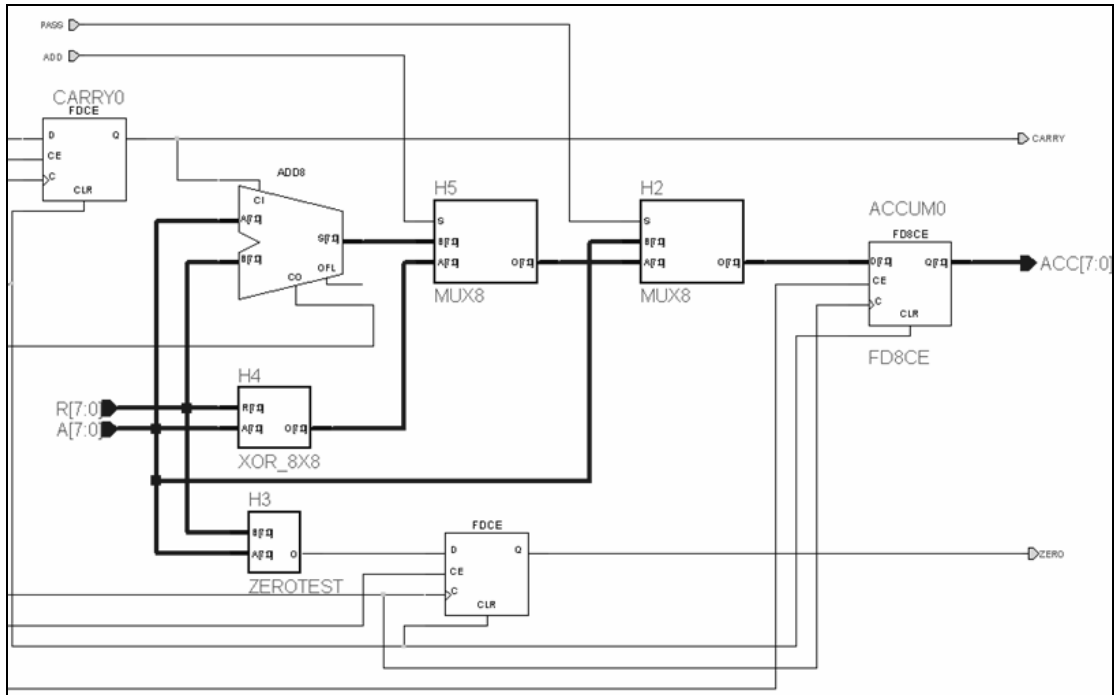 PASS
ADD
CARRY0
FDCE
D Q
CE
C
CLR
CARRY
ADD8
CI
A[7:0]
S[7:0]
B[7:0]
OFL
CO
H5
S
B[7:0]
A[7:0] O[7:0]
MUX8
H2
S
B[7:0]
A[7:0] O[7:0]
MUX8
ACCUM0
FD8CE
D[7:0] Q[7:0]
CE
C
CLR
FD8CE
ACC[7:0]
R[7:0]
A[7:0]
H4
R[7:0]
A[7:0] O[7:0]
XOR_8X8
H3
B[7:0]
A[7:0] O
ZEROTEST
FDCE
D Q
CE
C
CLR
ZERO